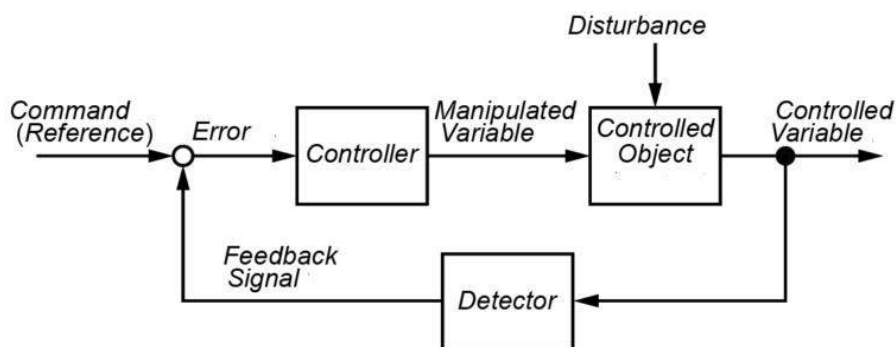 Disturbance
Command
(Reference)
Error
Controller
Manipulated
Variable
Controlled
Object
Controlled
Variable
Feedback
Signal
Detector